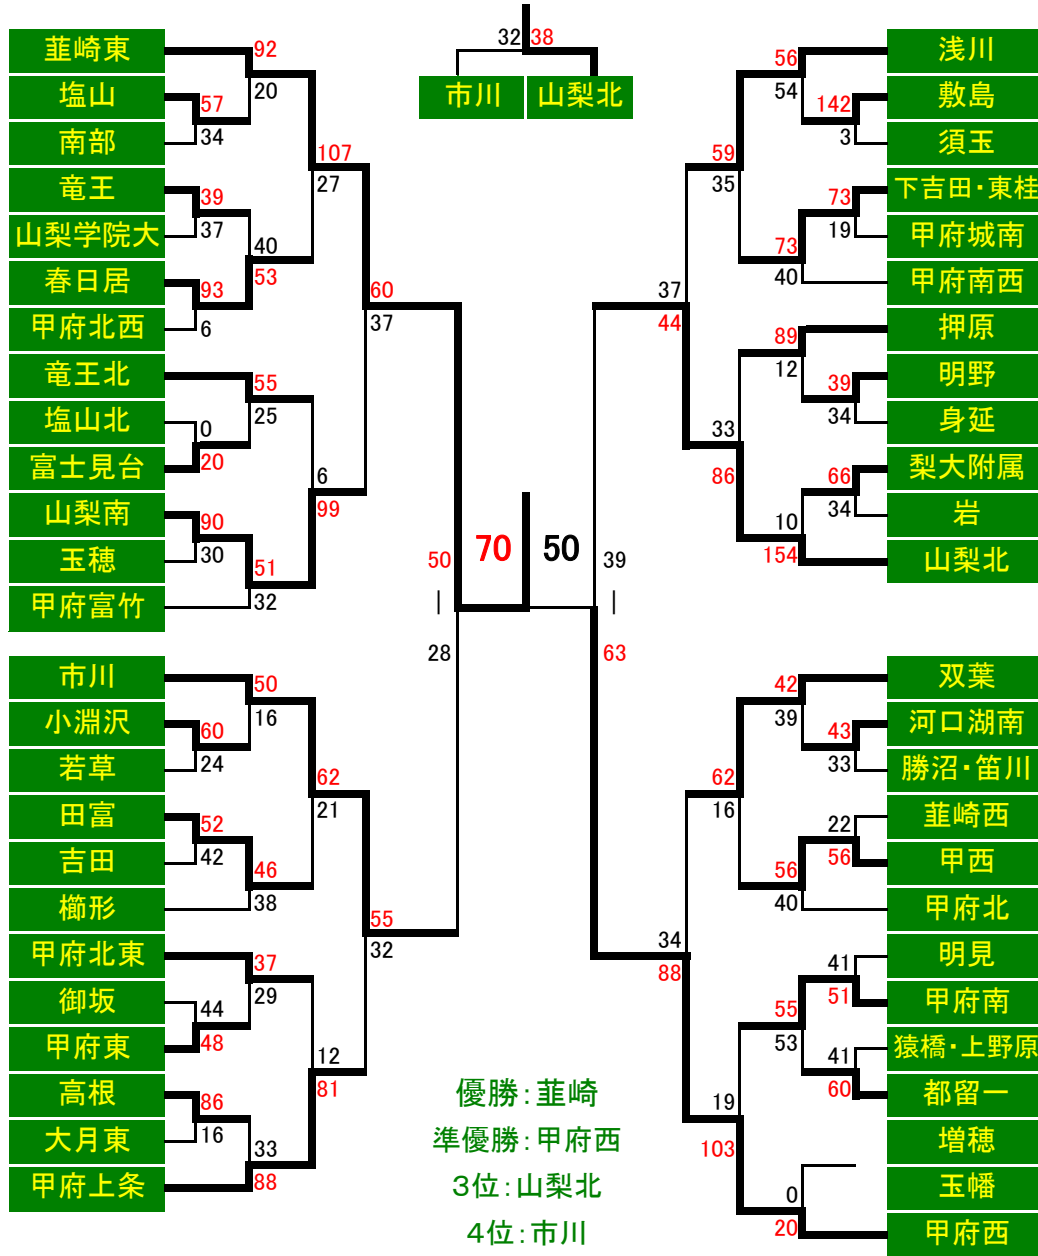 32 38
市川 山梨北
韮崎東
塩山
南部
竜王
山梨学院大
春日居
甲府北西
竜王北
塩山北
富士見台
山梨南
玉穂
甲府富竹
92
20
57
34
107
27
39
37
40
53
93
6
60
37
55
25
0
20
6
99
90
30
51
32
市川
小淵沢
若草
田富
吉田
櫛形
甲府北東
御坂
甲府東
高根
大月東
甲府上条
50
16
60
24
62
21
52
42
46
38
55
32
37
29
44
48
12
81
86
16
33
88
50
|
28
70 50
39
|
63
浅川
敷島
須玉
下吉田・東桂
甲府城南
甲府南西
押原
明野
身延
梨大附属
岩
山梨北
56
54
142
3
59
35
73
19
73
40
37
44
89
12
39
34
33
86
66
34
10
154
双葉
河口湖南
勝沼・笛川
韮崎西
甲西
甲府北
明見
甲府南
猿橋・上野原
都留一
増穂
玉幡
甲府西
42
39
43
33
62
16
22
56
56
40
34
88
41
51
55
53
41
60
19
103
0
20
優勝：韮崎
準優勝：甲府西
3位：山梨北
4位：市川